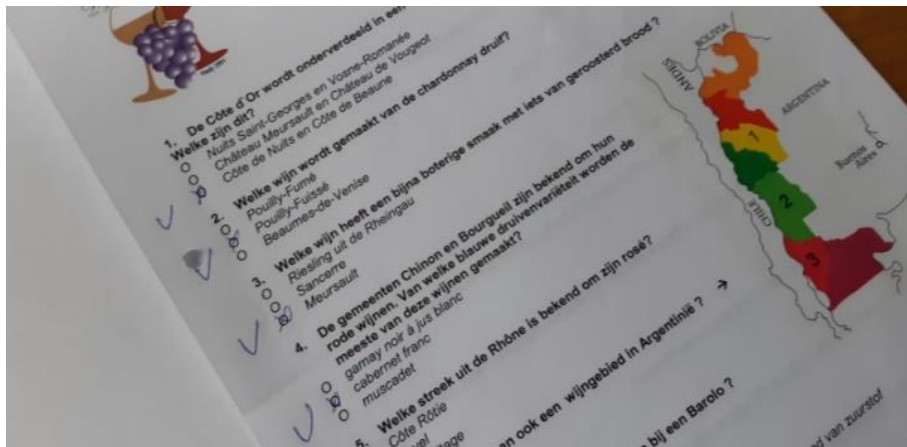 1. De Côte d'Or wordt onderverdeeld in een
Welke zijn dit?
Nuits Saint-Georges en Vosne-Romanée
Château Meursault en Château de Vougeot
Côte de Nuits en Côte de Beaune
2. Welke wijn wordt gemaakt van de chardonnay druif?
Pouilly-Fumé
Pouilly-Fuissé
Beaumes-de-Venise
3. Welke wijn heeft een bijna boterige smaak met iets van geroosterd brood ?
Riesling uit de Rheingau
Sancerre
Meursault
4. De gemeenten Chinon en Bourgueil zijn bekend om hun
rode wijnen. Van welke blauwe druivenvariëteit worden de
meeste van deze wijnen gemaakt?
gamay noir à jus blanc
cabernet franc
muscadet
5. Welke streek uit de Rhône is bekend om zijn rosé?
Côte Rôtie
en ook een wijngebied in Argentinië ? →
bij een Barolo ?
van zuurstof
BOLIVIA
ANDES
ARGENTINA
Buenos
Aires
CHILE
1
2
3